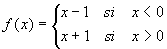 f(x) = { x − 1 si x < 0
x + 1 si x > 0